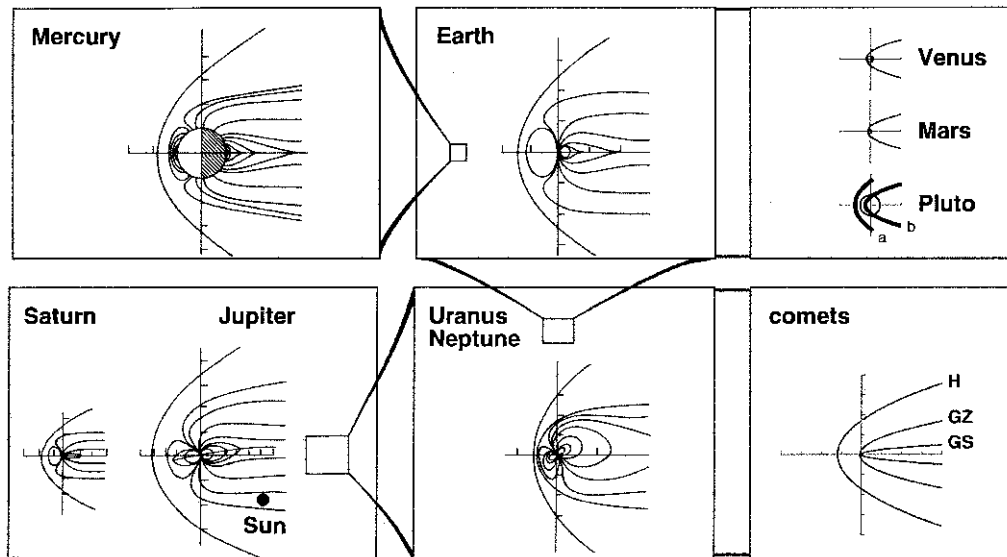 Mercury
Earth
Venus
Mars
Pluto
a
b
Saturn
Jupiter
Sun
Uranus
Neptune
comets
H
GZ
GS